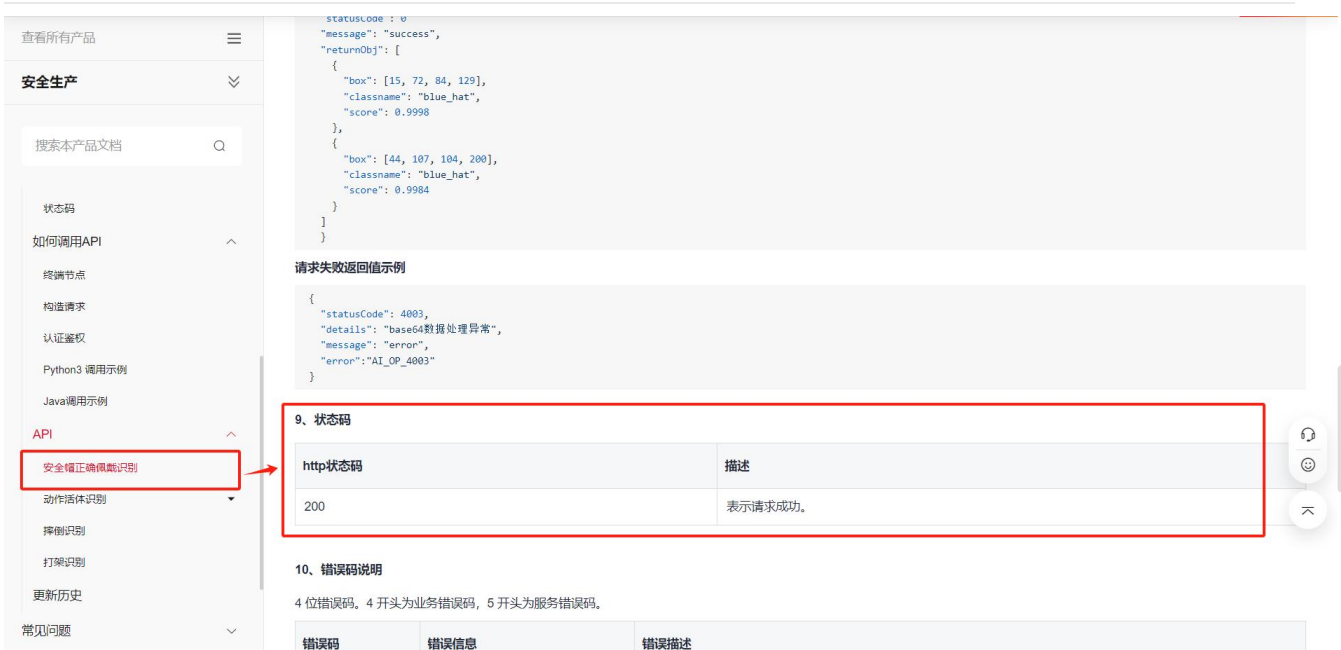 查看所有产品
安全生产
搜索本产品文档
状态码
如何调用API
终端节点
构造请求
认证鉴权
Python3 调用示例
Java调用示例
API
安全帽正确佩戴识别
动作活体识别
摔倒识别
打架识别
更新历史
常见问题
"statusCode": 0
"message": "success",
"returnObj": [
{
"box": [15, 72, 84, 129],
"classname": "blue_hat",
"score": 0.9998
},
{
"box": [44, 107, 104, 200],
"classname": "blue_hat",
"score": 0.9984
}
]
}
请求失败返回值示例
{
"statusCode": 4003,
"details": "base64数据处理异常",
"message": "error",
"error":"AI_OP_4003"
}
9、状态码
http状态码 描述
200 表示请求成功。
10、错误码说明
4 位错误码。4 开头为业务错误码，5 开头为服务错误码。
错误码 错误信息 错误描述